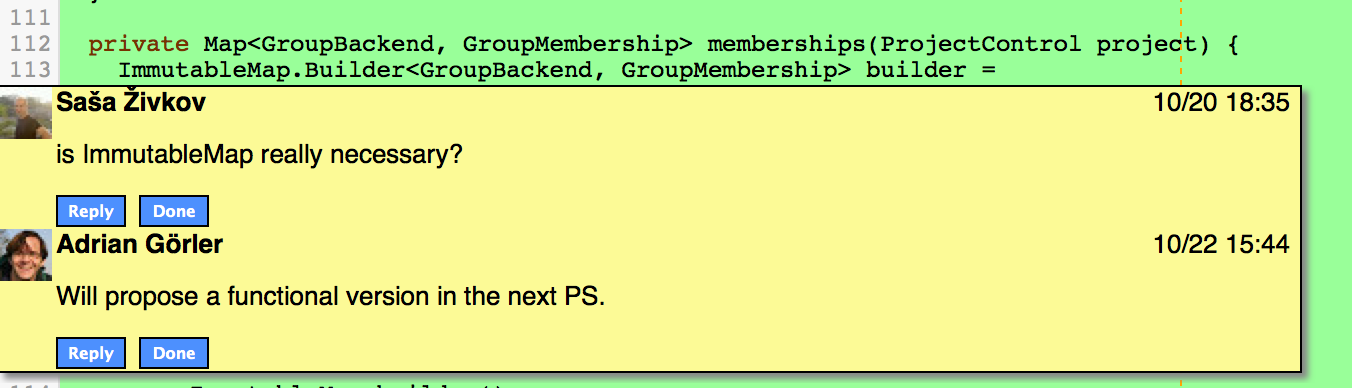 111
112 private Map<GroupBackend, GroupMembership> memberships(ProjectControl project) {
113 ImmutableMap.Builder<GroupBackend, GroupMembership> builder =
Saša Živkov 10/20 18:35
is ImmutableMap really necessary?
Reply Done
Adrian Görler 10/22 15:44
Will propose a functional version in the next PS.
Reply Done